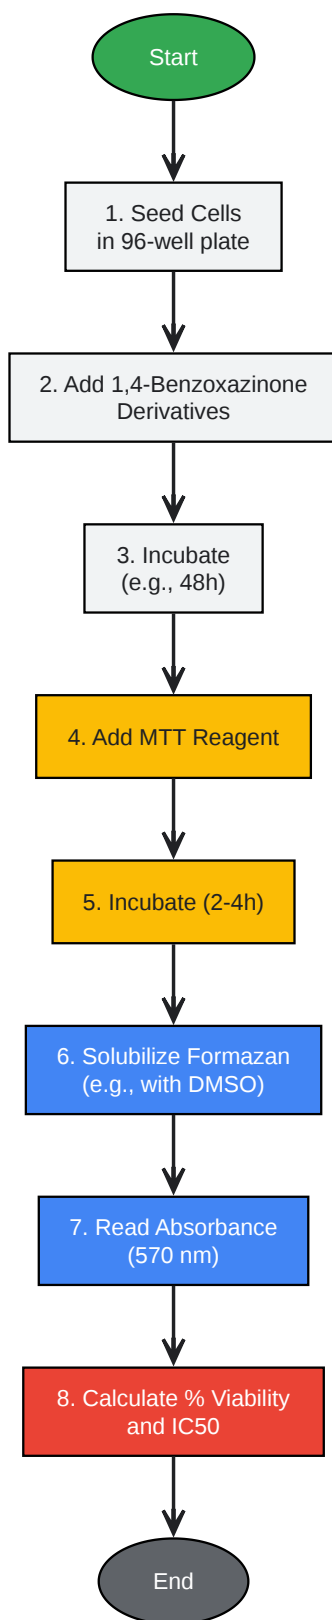 Start
1. Seed Cells
in 96-well plate
2. Add 1,4-Benzoxazinone
Derivatives
3. Incubate
(e.g., 48h)
4. Add MTT Reagent
5. Incubate (2-4h)
6. Solubilize Formazan
(e.g., with DMSO)
7. Read Absorbance
(570 nm)
8. Calculate % Viability
and IC50
End